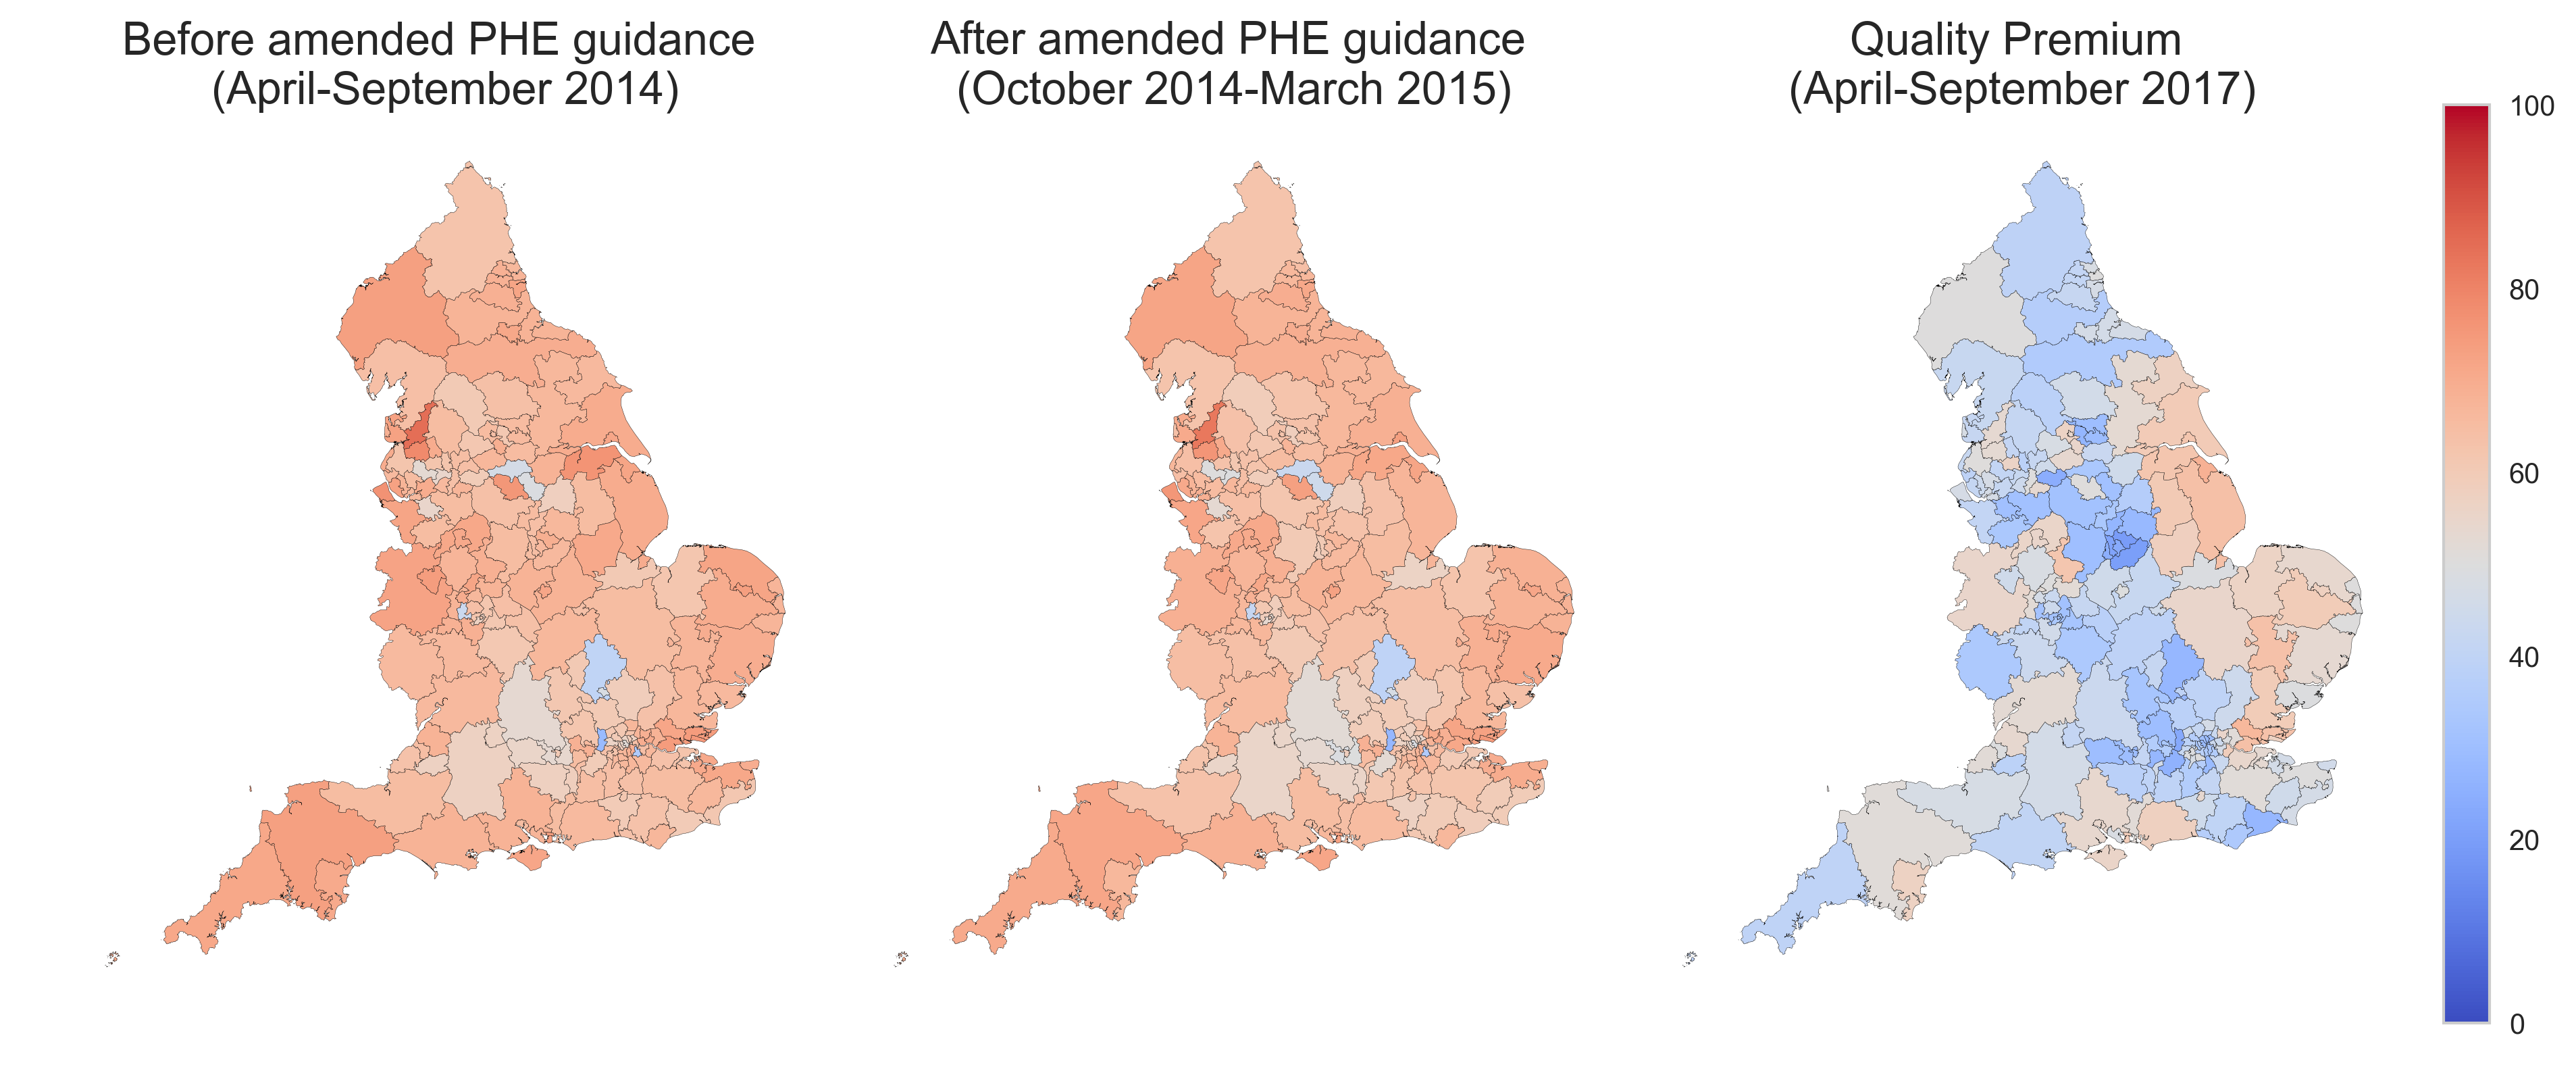 Before amended PHE guidance
(April-September 2014)
After amended PHE guidance
(October 2014-March 2015)
Quality Premium
(April-September 2017)
100
80
60
40
20
0